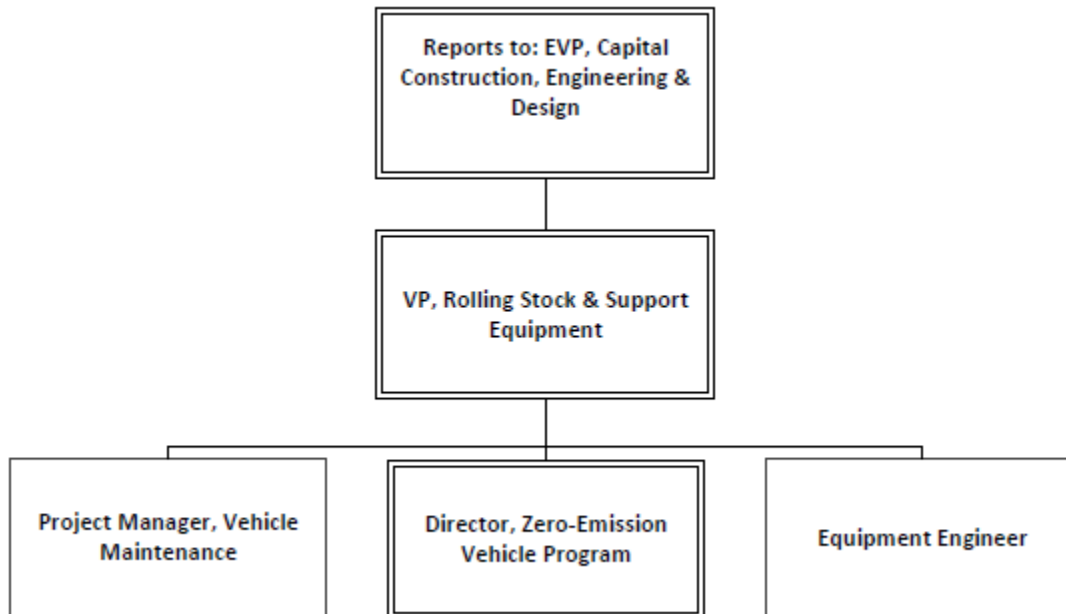 Reports to: EVP, Capital
Construction, Engineering &
Design
VP, Rolling Stock & Support
Equipment
Project Manager, Vehicle
Maintenance
Director, Zero-Emission
Vehicle Program
Equipment Engineer